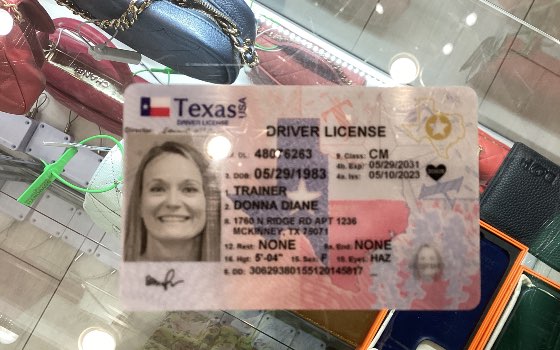 Texas USA
DRIVER LICENSE
Director
DRIVER LICENSE
DL: 48076263
9. Class: CM
3. DOB: 05/29/1983
4b. Exp: 05/29/2031
4a. Iss: 05/10/2023
1. TRAINER
2. DONNA DIANE
8. 1760 N RIDGE RD APT 1236
MCKINNEY, TX 75071
12. Rest: NONE
9a. End: NONE
16. Hgt: 5'-04"
15. Sex: F
18. Eyes: HAZ
5. DD:
CHANEL